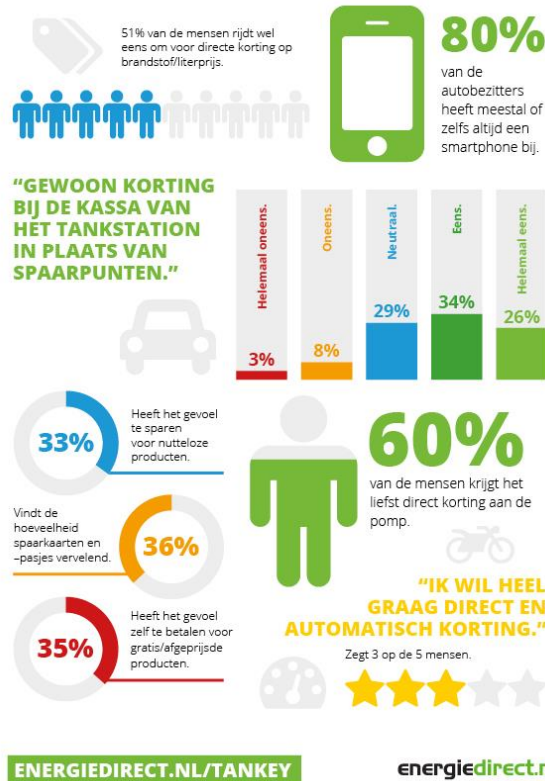 51% van de mensen rijdt wel
eens om voor directe korting op
brandstof/literprijs.
80%
van de
autobezitters
heeft meestal of
zelfs altijd een
smartphone bij.
“GEWOON KORTING
BIJ DE KASSA VAN
HET TANKSTATION
IN PLAATS VAN
SPAARPUNTEN.”
Helemaal oneens.
3%
Oneens.
8%
Neutraal.
29%
Eens.
34%
Helemaal eens.
26%
33%
Heeft het gevoel
te sparen
voor nutteloze
producten.
Vindt de
hoeveelheid
spaarkaarten en
–pasjes vervelend.
36%
35%
Heeft het gevoel
zelf te betalen voor
gratis/afgeprijsde
producten.
60%
van de mensen krijgt het
liefst direct korting aan de
pomp.
“IK WIL HEEL
GRAAG DIRECT EN
AUTOMATISCH KORTING.”
Zegt 3 op de 5 mensen.
ENERGIEDIRECT.NL/TANKEY
energiedirect.n